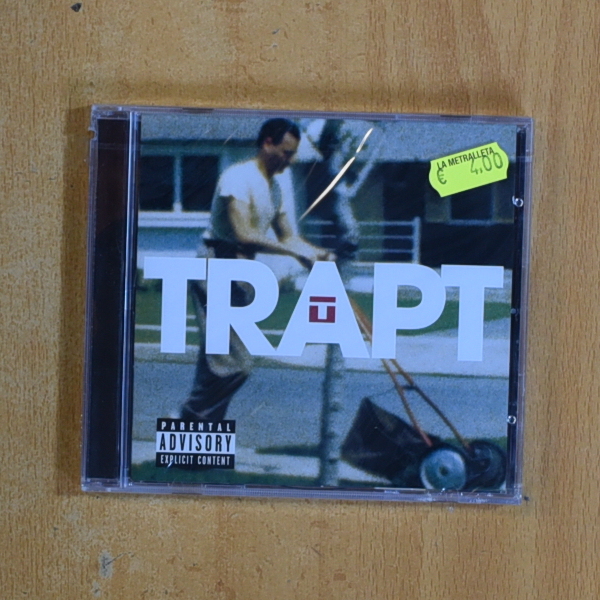 LA METRALLETA
€ 4,00
TRAPT
T
PARENTAL
ADVISORY
EXPLICIT CONTENT